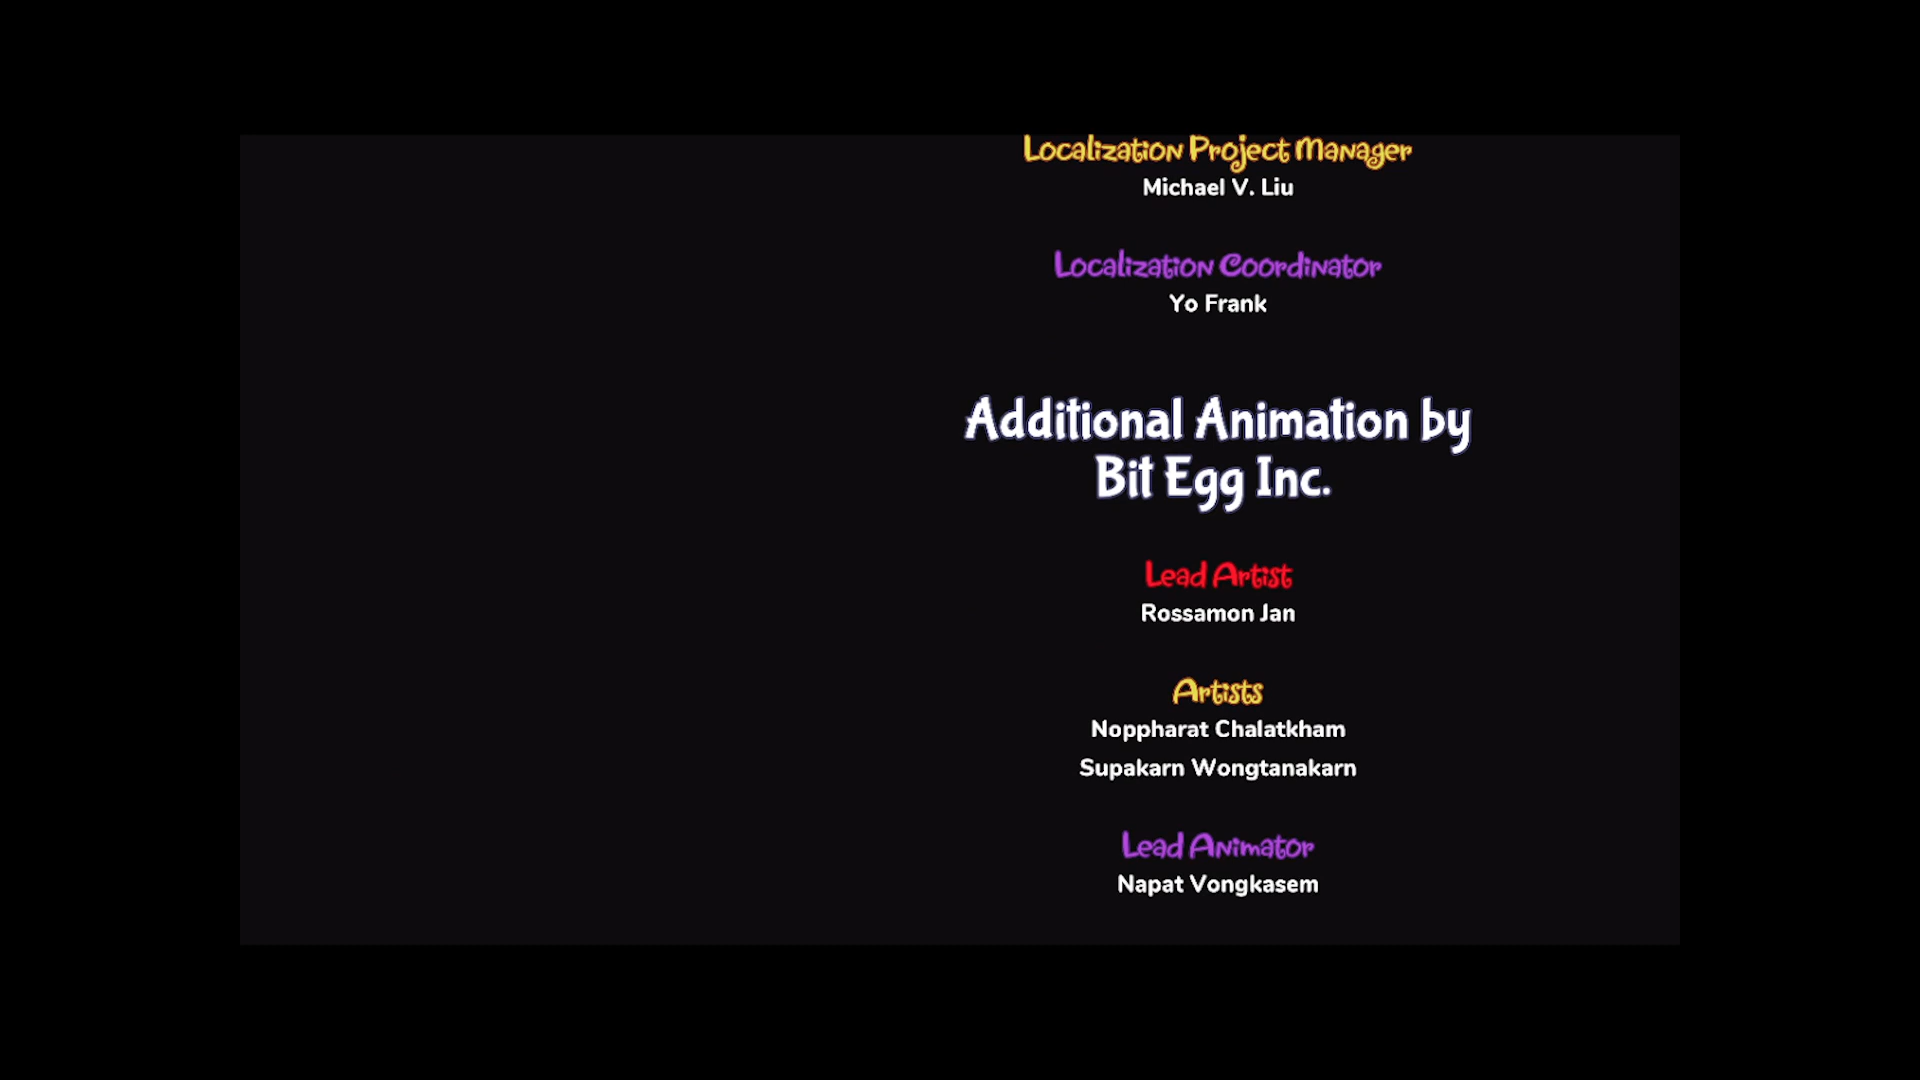 Localization Project Manager
Michael V. Liu
Localization Coordinator
Yo Frank
Additional Animation by
Bit Egg Inc.
Lead Artist
Rossamon Jan
Artists
Noppharat Chalatkham
Supakarn Wongtanakarn
Lead Animator
Napat Vongkasem